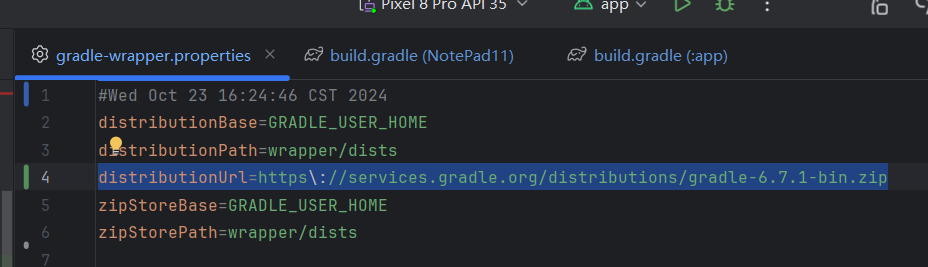 Pixel 8 Pro API 35
app
gradle-wrapper.properties
build.gradle (NotePad11)
build.gradle (:app)
1 #Wed Oct 23 16:24:46 CST 2024
2 distributionBase=GRADLE_USER_HOME
3 distributionPath=wrapper/dists
4 distributionUrl=https\://services.gradle.org/distributions/gradle-6.7.1-bin.zip
5 zipStoreBase=GRADLE_USER_HOME
6 zipStorePath=wrapper/dists
7